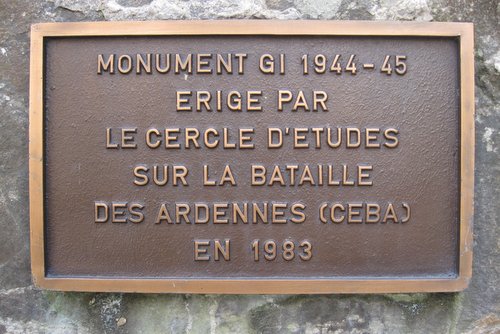 MONUMENT GI 1944-45
ERIGE PAR
LE CERCLE D'ETUDES
SUR LA BATAILLE
DES ARDENNES (CEBA)
EN 1983